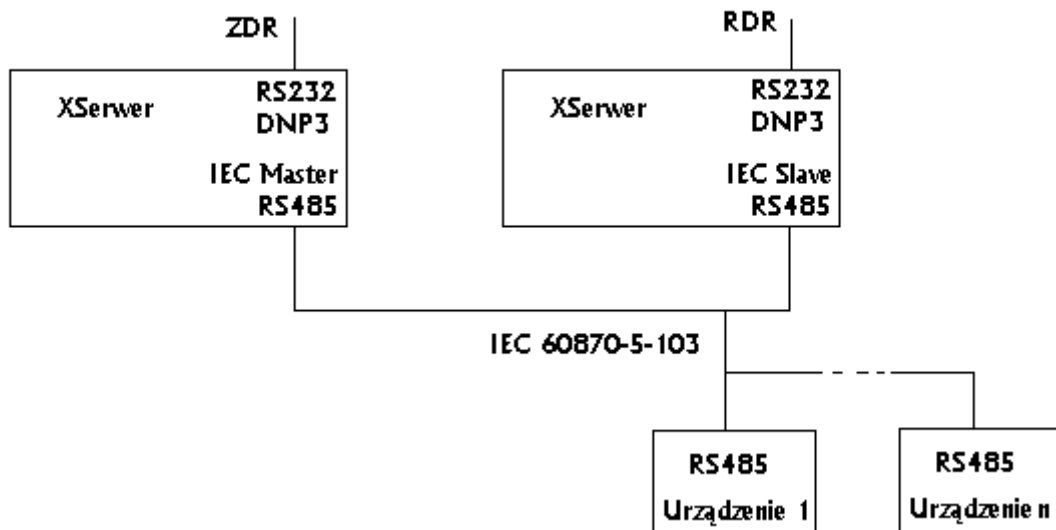 ZDR
XSerwer
RS232
DNP3
IEC Master
RS485
RDR
XSerwer
RS232
DNP3
IEC Slave
RS485
IEC 60870-5-103
RS485
Urządzenie 1
RS485
Urządzenie n